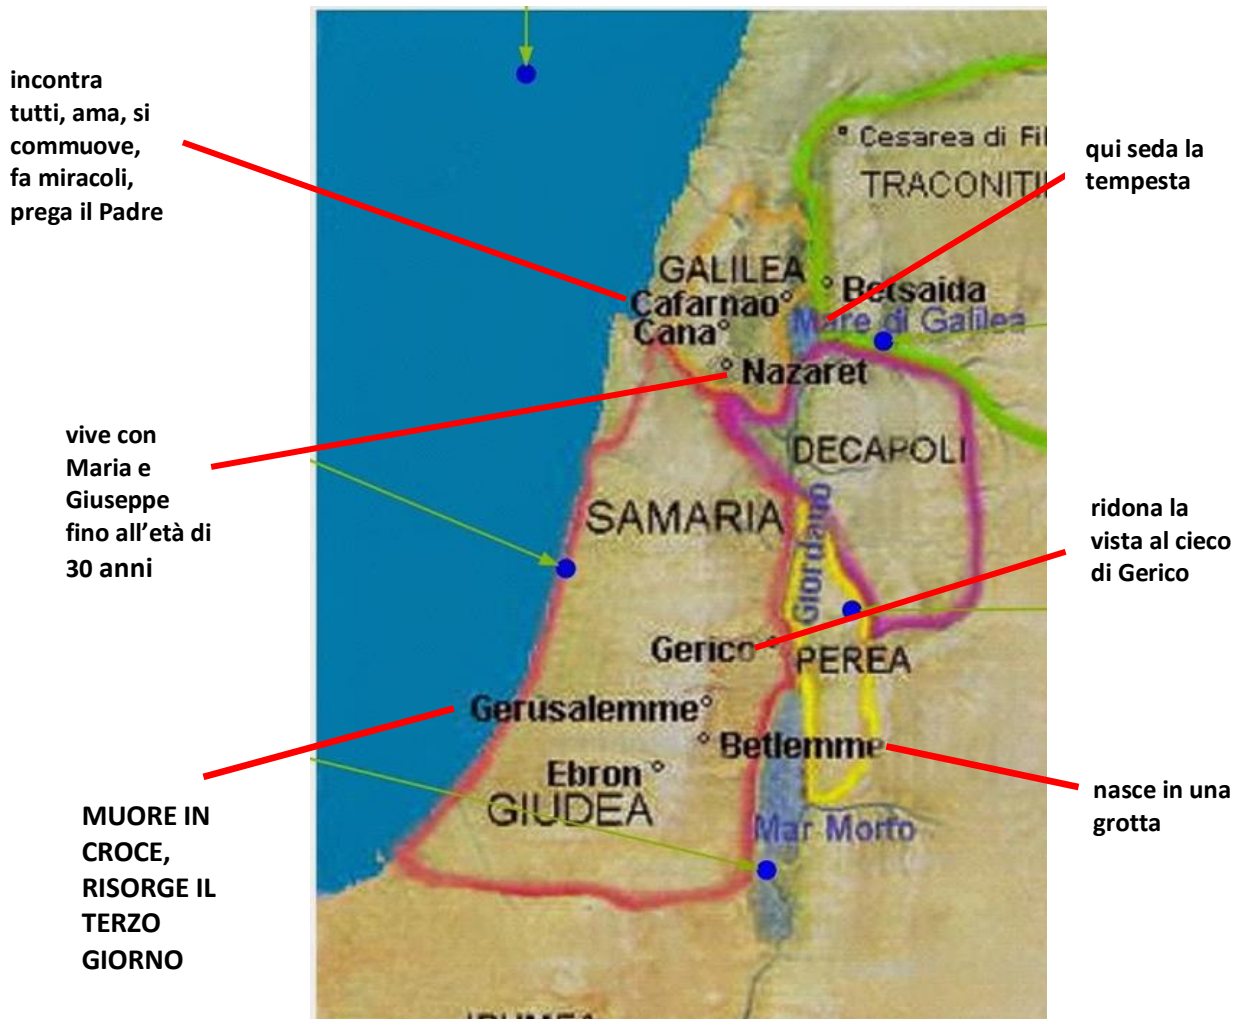 incontra
tutti, ama, si
commuove,
fa miracoli,
prega il Padre
vive con
Maria e
Giuseppe
fino all'età di
30 anni
MUORE IN
CROCE,
RISORGE IL
TERZO
GIORNO
Cesarea di Fil
TRACONITI
GALILEA
Betsaida
Cafarnao
Mare di Galilea
Cana
Nazaret
DECAPOLI
SAMARIA
Giordano
Gerico
PEREA
Gerusalemme
Betlemme
Ebron
GIUDEA
Mar Morto
qui seda la
tempesta
ridona la
vista al cieco
di Gerico
nasce in una
grotta